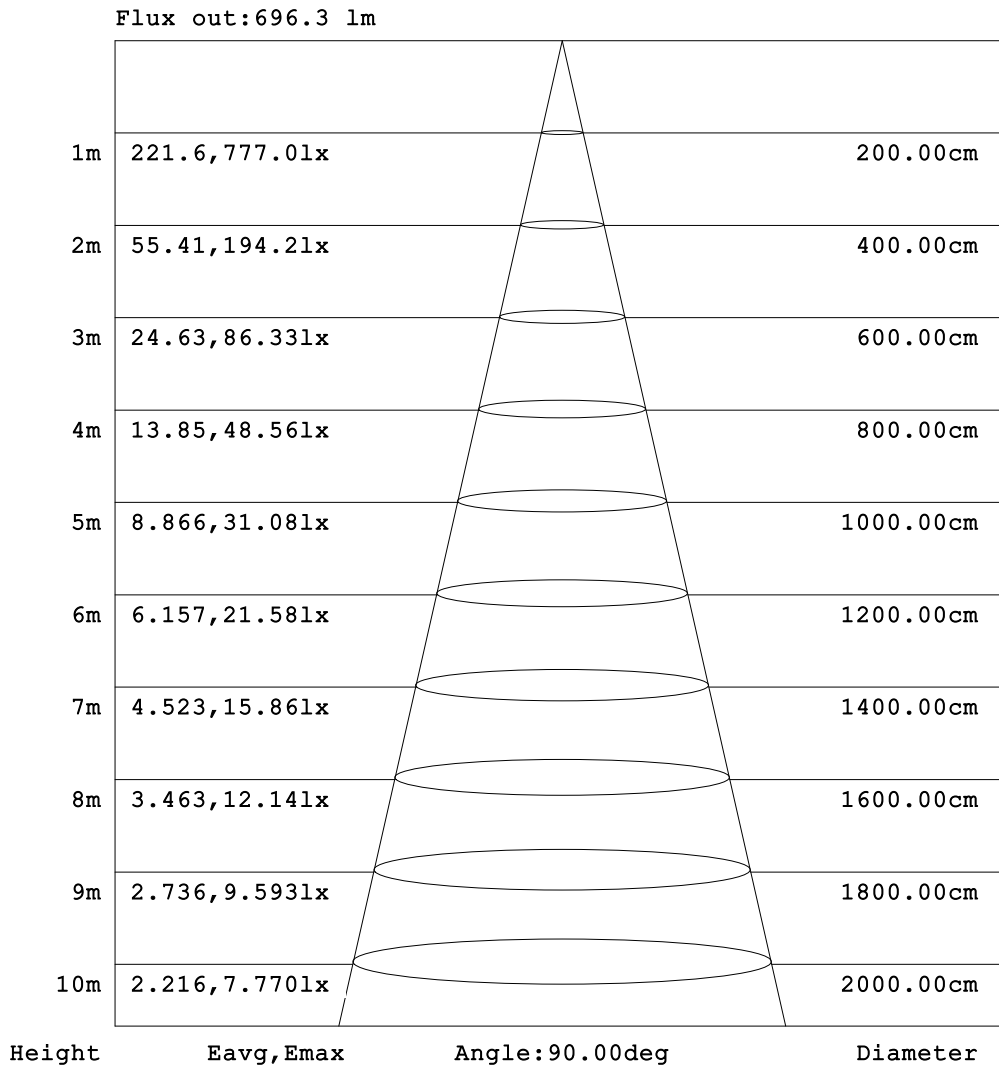 Flux out:696.3 lm
1m 221.6,777.0lx 200.00cm
2m 55.41,194.2lx 400.00cm
3m 24.63,86.33lx 600.00cm
4m 13.85,48.56lx 800.00cm
5m 8.866,31.08lx 1000.00cm
6m 6.157,21.58lx 1200.00cm
7m 4.523,15.86lx 1400.00cm
8m 3.463,12.14lx 1600.00cm
9m 2.736,9.593lx 1800.00cm
10m 2.216,7.770lx 2000.00cm
Height Eavg,Emax Angle:90.00deg Diameter